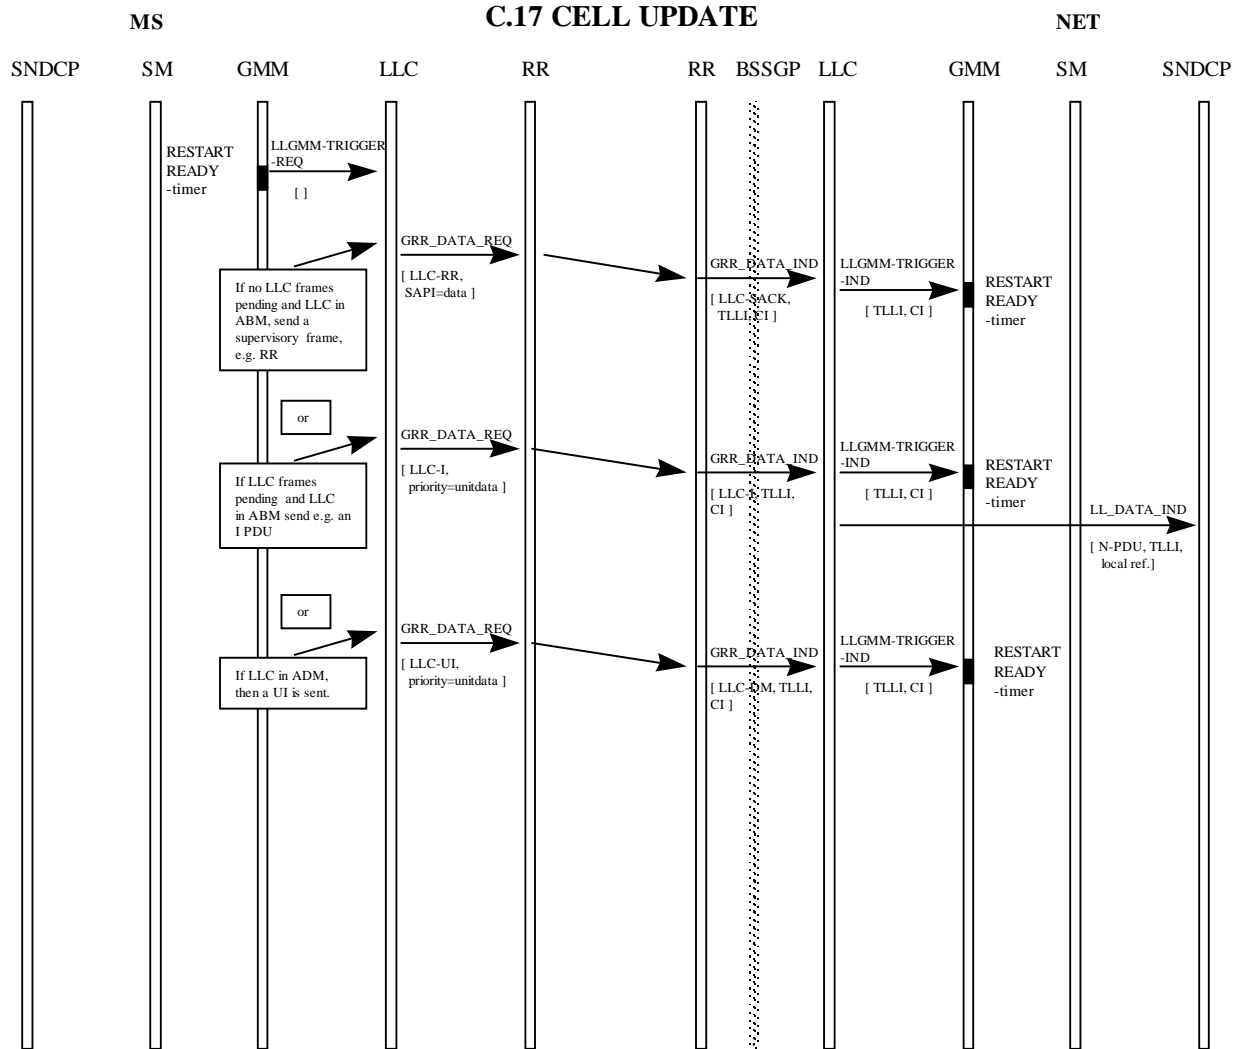 C.17 CELL UPDATE
MS
NET
SNDCP SM GMM LLC RR RR BSSGP LLC GMM SM SNDCP
RESTART
READY
-timer
LLGMM-TRIGGER
-REQ
[ ]
GRR_DATA_REQ
[ LLC-RR,
SAPI=data ]
GRR_DATA_IND
[ LLC-SACK,
TLLI, CI ]
LLGMM-TRIGGER
-IND
[ TLLI, CI ]
RESTART
READY
-timer
If no LLC frames
pending and LLC in
ABM, send a
supervisory frame,
e.g. RR
or
GRR_DATA_REQ
[ LLC-I,
priority=unitdata ]
GRR_DATA_IND
[ LLC-I, TLLI,
CI ]
LLGMM-TRIGGER
-IND
[ TLLI, CI ]
RESTART
READY
-timer
If LLC frames
pending and LLC
in ABM send e.g. an
I PDU
LL_DATA_IND
[ N-PDU, TLLI,
local ref.]
or
GRR_DATA_REQ
[ LLC-UI,
priority=unitdata ]
GRR_DATA_IND
[ LLC-DM, TLLI,
CI ]
LLGMM-TRIGGER
-IND
[ TLLI, CI ]
RESTART
READY
-timer
If LLC in ADM,
then a UI is sent.